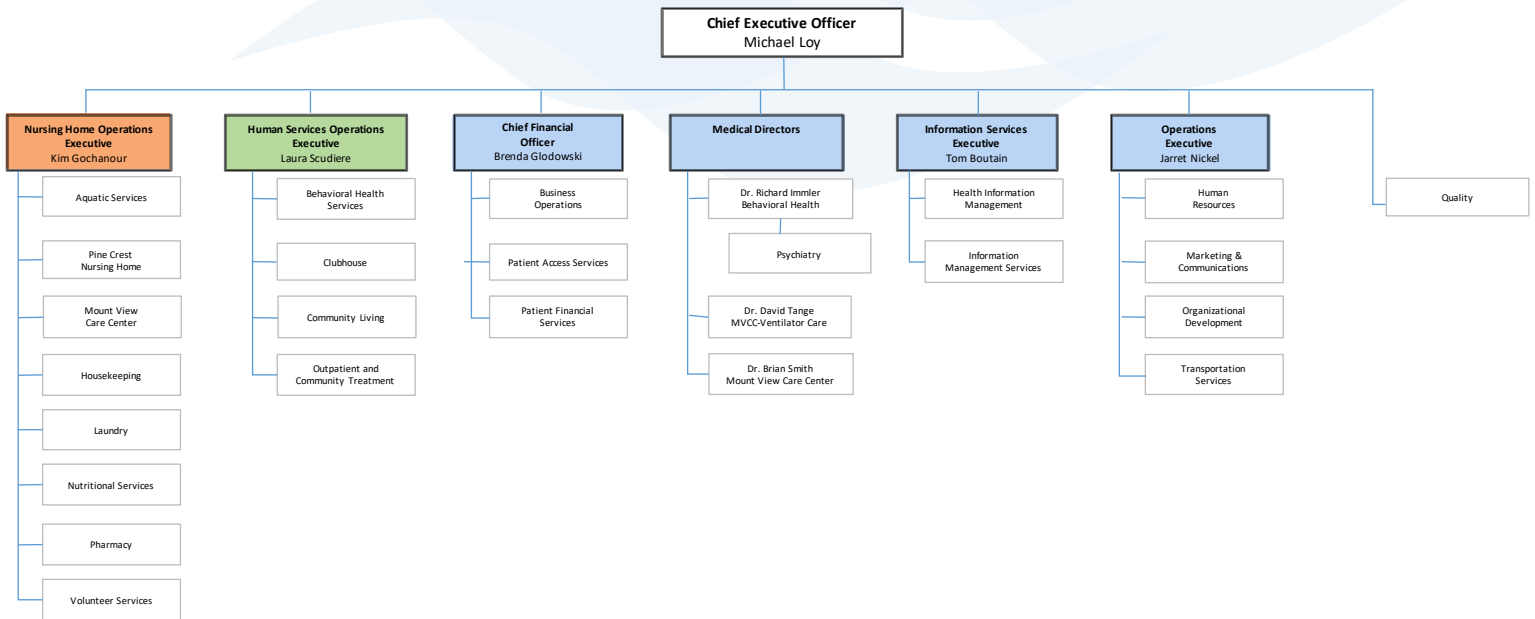 Chief Executive Officer
Michael Loy
Nursing Home Operations
Executive
Kim Gochanour
Aquatic Services
Pine Crest
Nursing Home
Mount View
Care Center
Housekeeping
Laundry
Nutritional Services
Pharmacy
Volunteer Services
Human Services Operations
Executive
Laura Scudiere
Behavioral Health
Services
Clubhouse
Community Living
Outpatient and
Community Treatment
Chief Financial
Officer
Brenda Glodowski
Business
Operations
Patient Access Services
Patient Financial
Services
Medical Directors
Dr. Richard Immler
Behavioral Health
Psychiatry
Dr. David Tange
MVCC-Ventilator Care
Dr. Brian Smith
Mount View Care Center
Information Services
Executive
Tom Boutain
Health Information
Management
Information
Management Services
Operations
Executive
Jarret Nickel
Human
Resources
Marketing &
Communications
Organizational
Development
Transportation
Services
Quality